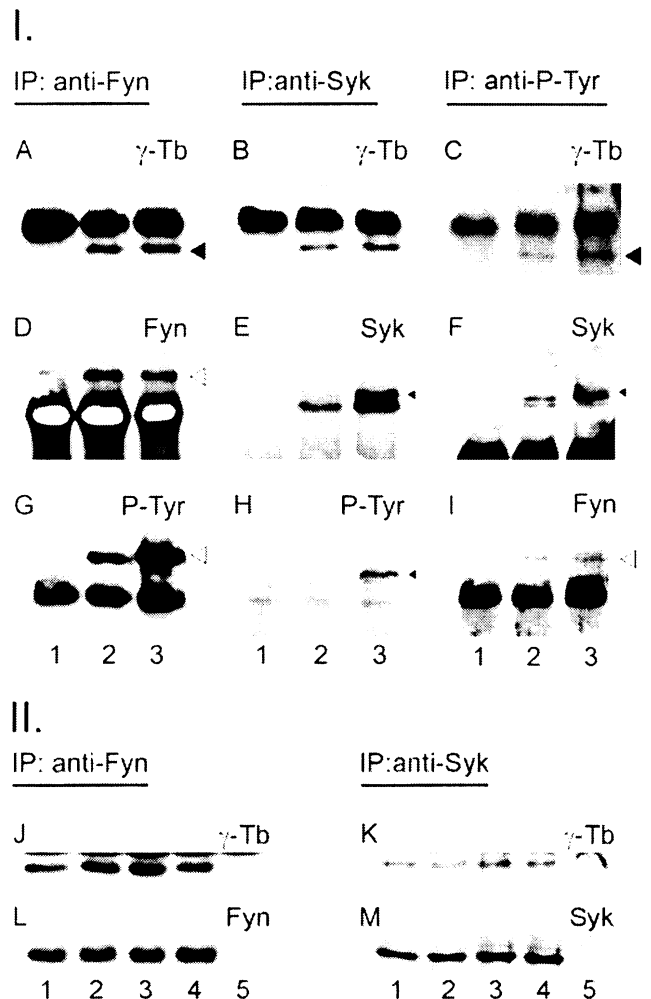 I.
IP: anti-Fyn IP:anti-Syk IP: anti-P-Tyr
A γ-Tb B γ-Tb C γ-Tb
D Fyn E Syk F Syk
G P-Tyr H P-Tyr I Fyn
1 2 3 1 2 3 1 2 3
II.
IP: anti-Fyn IP:anti-Syk
J γ-Tb K γ-Tb
L Fyn M Syk
1 2 3 4 5 1 2 3 4 5